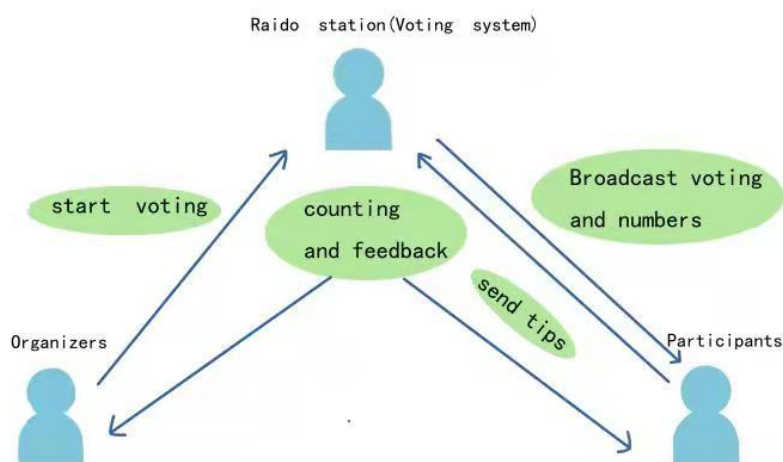 Raido station(Voting system)
start voting
counting
and feedback
Broadcast voting
and numbers
send tips
Organizers
Participants